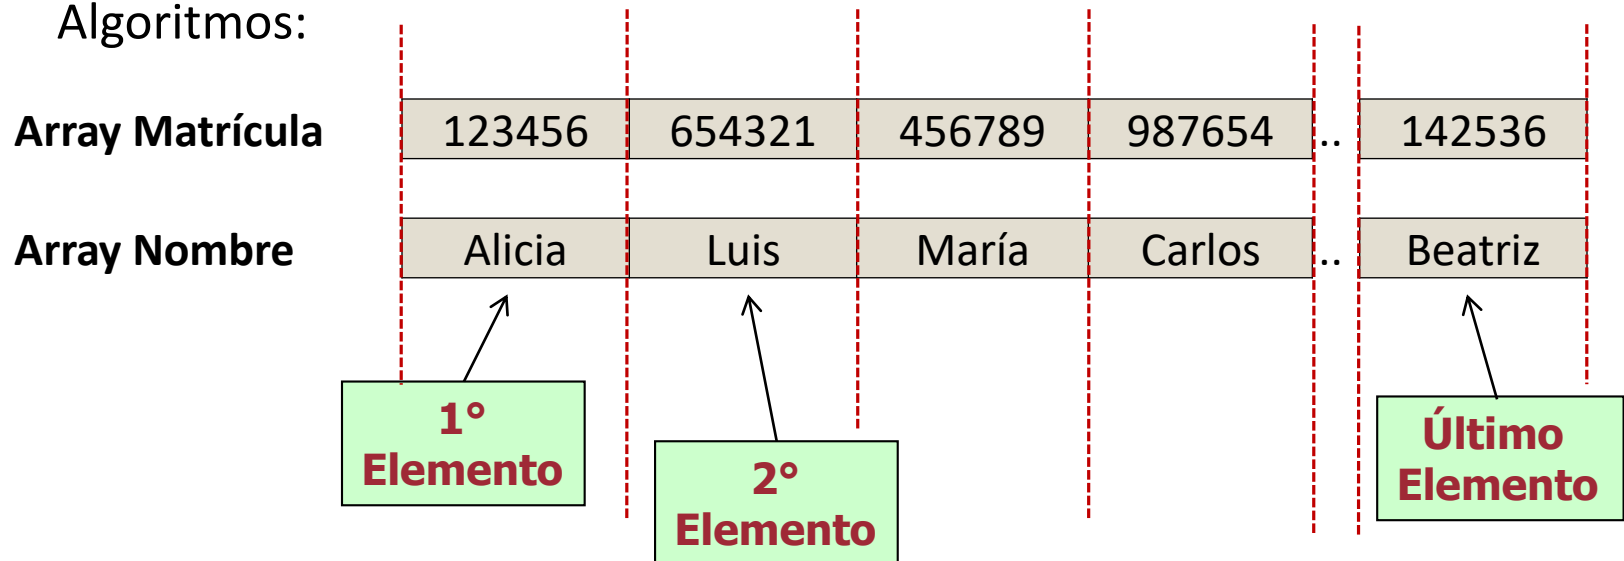 Algoritmos:
Array Matrícula 123456 654321 456789 987654 .. 142536
Array Nombre Alicia Luis María Carlos .. Beatriz
1°
Elemento
2°
Elemento
Último
Elemento